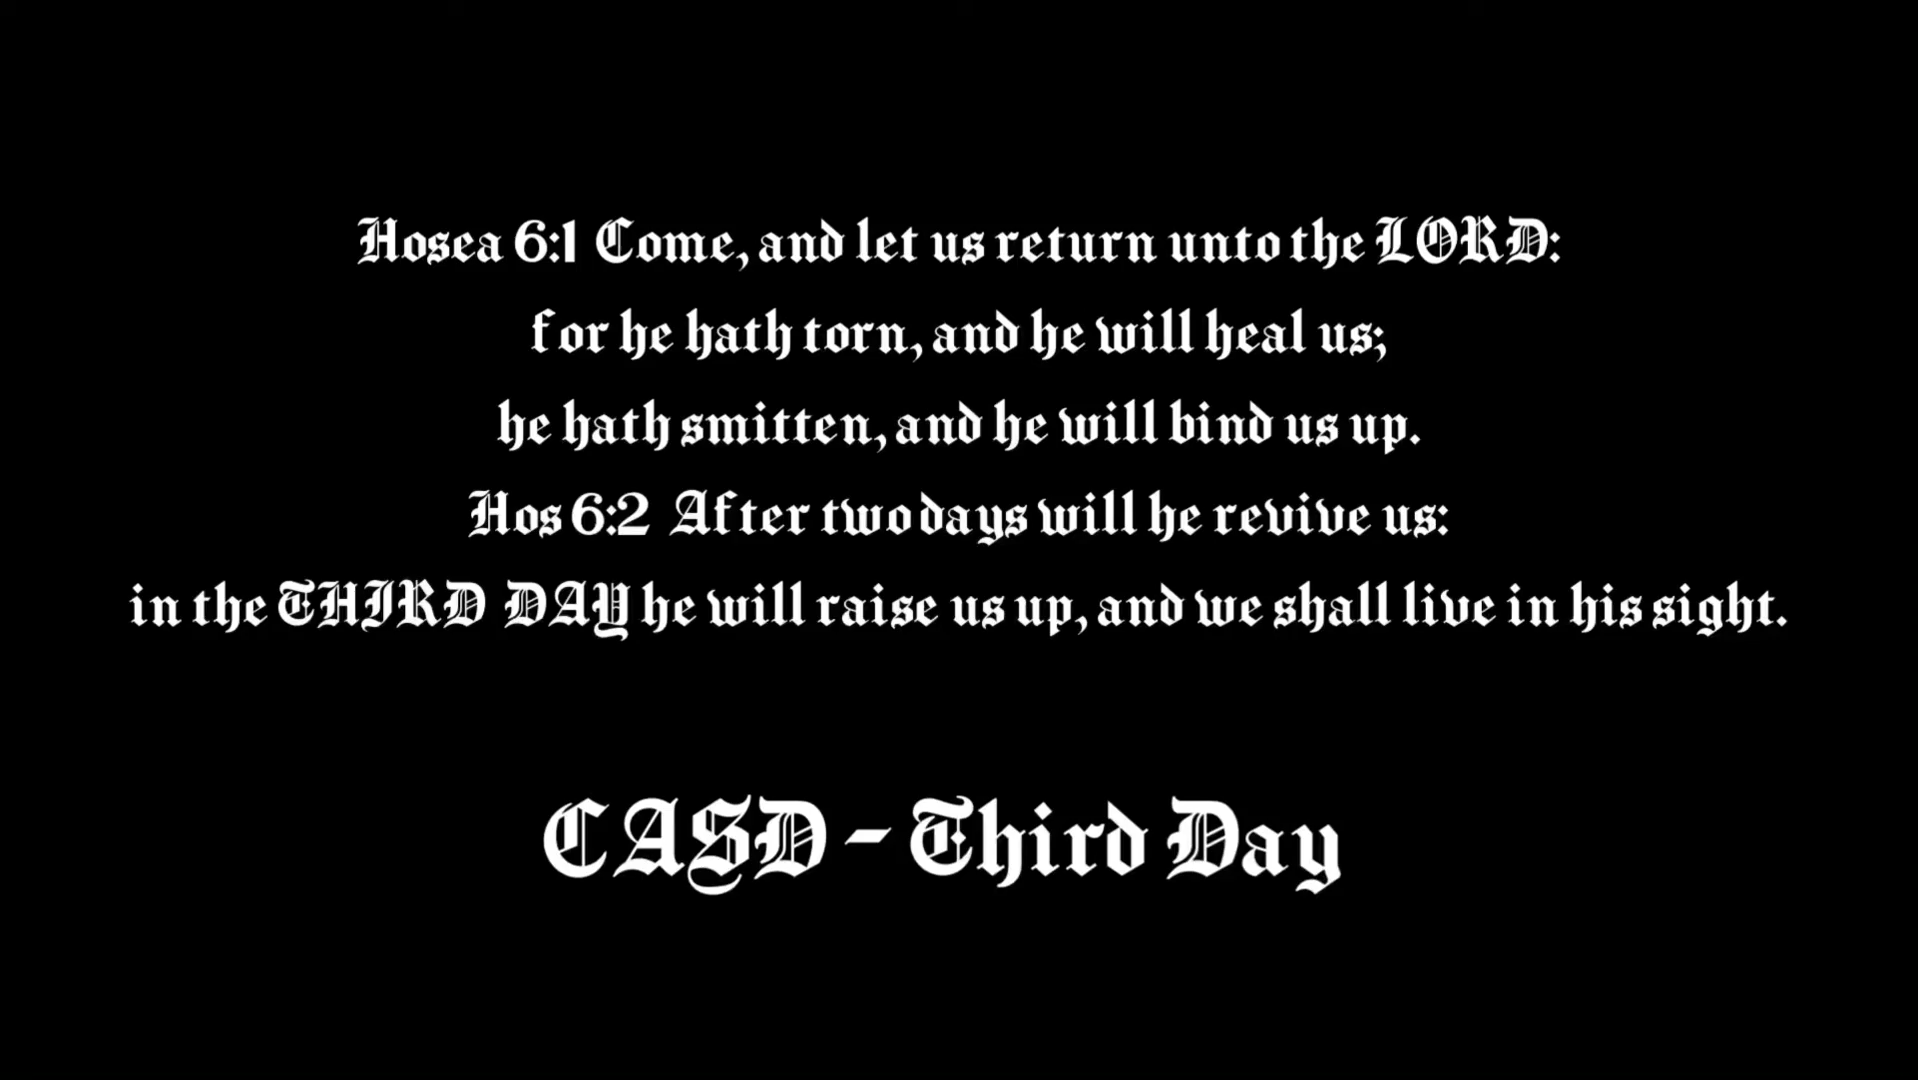 Hosea 6:1 Come, and let us return unto the LORD:
for he hath torn, and he will heal us;
he hath smitten, and he will bind us up.
Hos 6:2 After two days will he revive us:
in the THIRD DAY he will raise us up, and we shall live in his sight.
CASD - Third Day